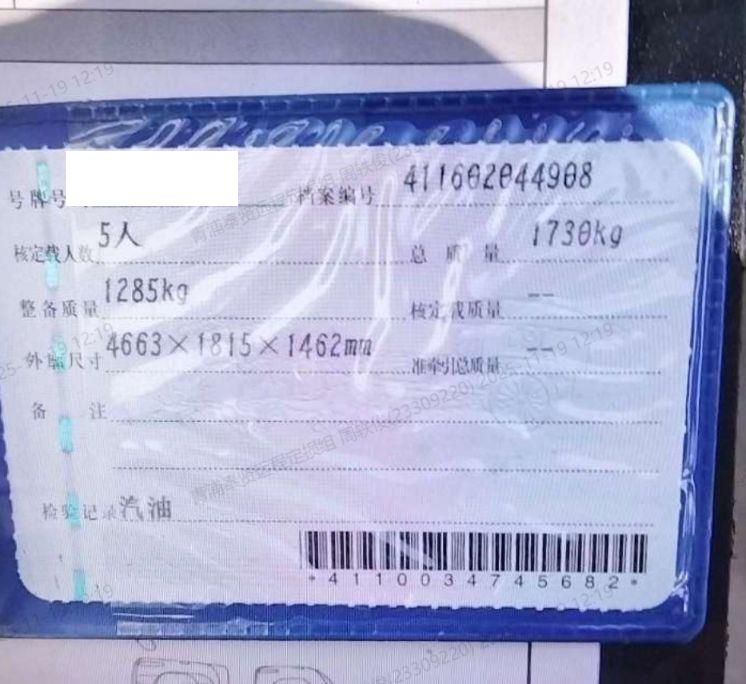 号牌号 档案编号 411602044908
核定载人数 5人 总质量 1730kg
整备质量 1285kg 核定载质量 --
外廓尺寸 4663×1815×1462mm 准牵引总质量 --
备注
检验记录 汽油
*4110034745682*